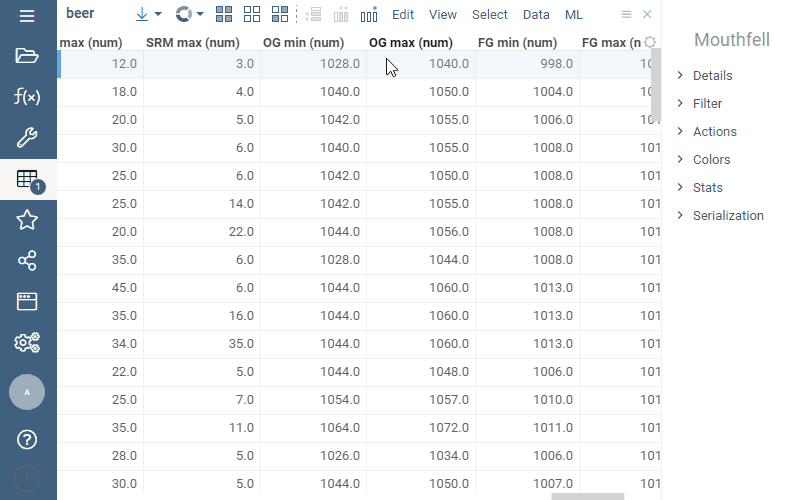 beer
Edit View Select Data ML
max (num) SRM max (num) OG min (num) OG max (num) FG min (num) FG max (n
12.0 3.0 1028.0 1040.0 998.0 10
18.0 4.0 1040.0 1050.0 1004.0 10
20.0 5.0 1042.0 1055.0 1006.0 101
30.0 6.0 1040.0 1055.0 1008.0 101
25.0 6.0 1042.0 1050.0 1008.0 101
25.0 14.0 1042.0 1055.0 1008.0 101
20.0 22.0 1044.0 1056.0 1008.0 101
35.0 6.0 1028.0 1044.0 1008.0 101
45.0 6.0 1044.0 1060.0 1013.0 101
35.0 16.0 1044.0 1060.0 1013.0 101
34.0 35.0 1044.0 1060.0 1013.0 101
22.0 5.0 1044.0 1048.0 1006.0 101
25.0 7.0 1054.0 1057.0 1010.0 101
35.0 11.0 1064.0 1072.0 1011.0 101
28.0 5.0 1026.0 1034.0 1006.0 101
30.0 5.0 1044.0 1050.0 1007.0 101
f(x)
1
A
?
Mouthfell
Details
Filter
Actions
Colors
Stats
Serialization